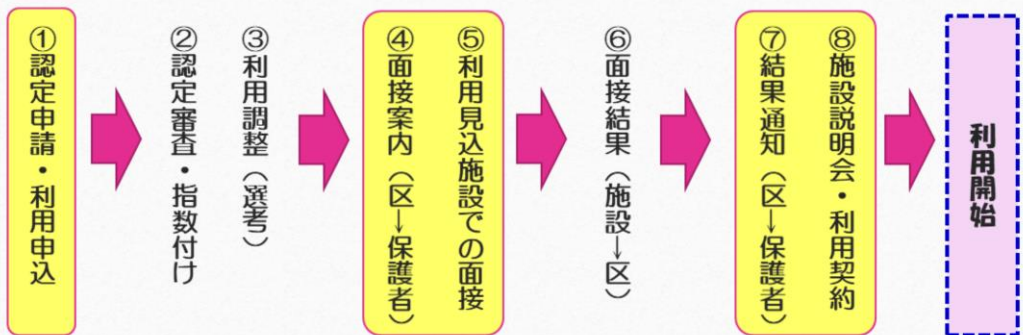 ①認定申請・利用申込
②認定審査・指数付け
③利用調整（選考）
④面接案内（区→保護者）
⑤利用見込施設での面接
⑥面接結果（施設→区）
⑦結果通知（区→保護者）
⑧施設説明会・利用契約
利用開始